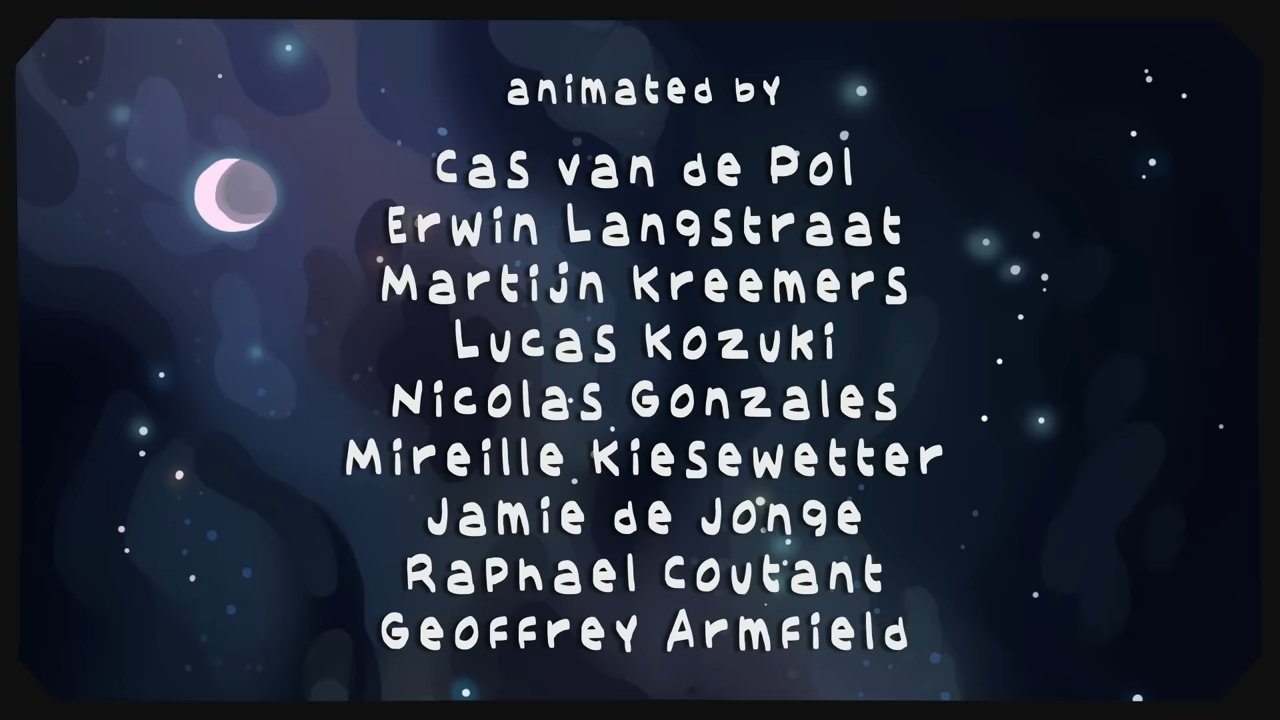 animated by
Cas van de Pol
Erwin Langstraat
Martijn Kreemers
Lucas Kozuki
Nicolas Gonzales
Mireille Kiesewetter
Jamie de Jonge
Raphael Coutant
Geoffrey Armfield